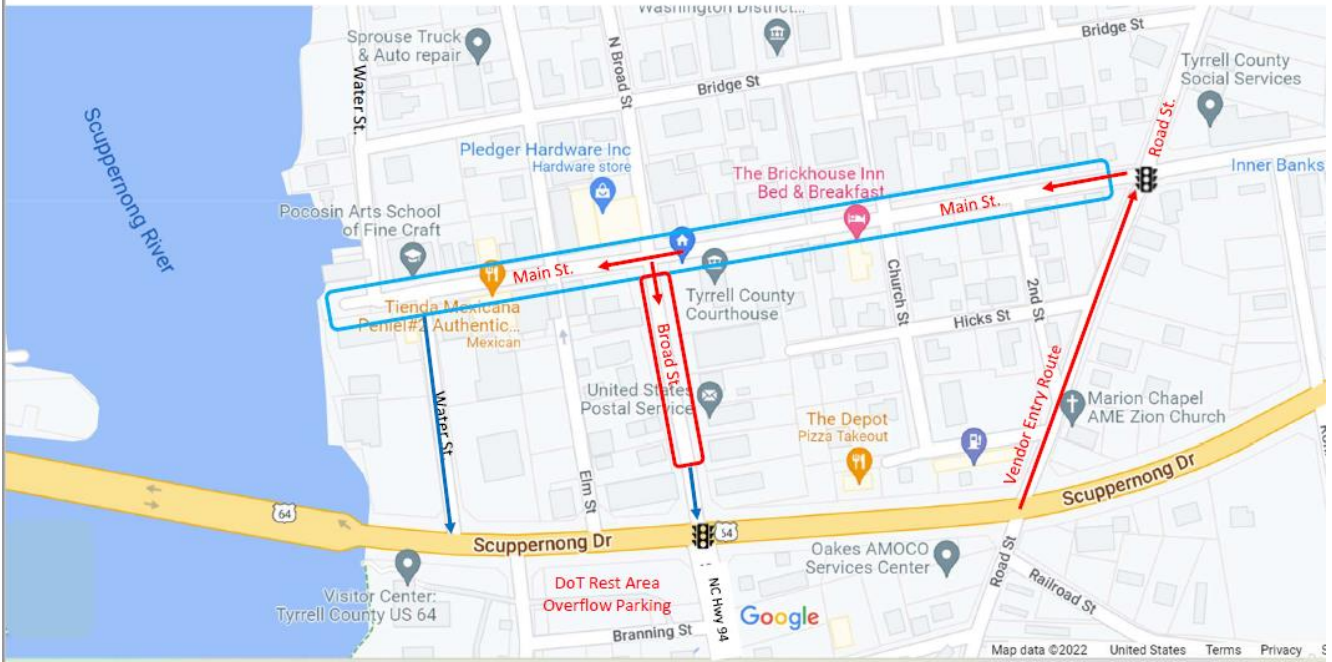 Washington District...
Bridge St
Sprouse Truck
& Auto repair
N Broad St
Tyrrell County
Social Services
Water St.
Bridge St
Scuppernong River
Road St.
Pledger Hardware Inc
Hardware store
The Brickhouse Inn
Bed & Breakfast
Inner Banks
Main St.
Pocosin Arts School
of Fine Craft
Main St.
Tyrrell County
Courthouse
Church St
2nd St
Tienda Mexicana
Peniel#2 Authentic...
Mexican
Hicks St
Broad St.
United States
Postal Service
Water St
Vendor Entry Route
Marion Chapel
AME Zion Church
The Depot
Pizza Takeout
Elm St
Scuppernong Dr
64
64
Scuppernong Dr
Oakes AMOCO
Services Center
Road St
Railroad St
DoT Rest Area
Overflow Parking
NC Hwy 94
Visitor Center:
Tyrrell County US 64
Google
Branning St
Map data ©2022 United States Terms Privacy